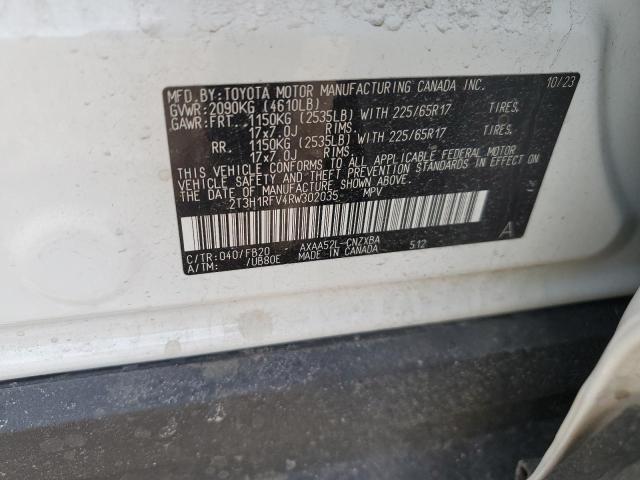 MFD.BY:TOYOTA MOTOR MANUFACTURING CANADA INC. 10/23
GVWR:2090KG (4610LB)
GAWR:FRT. 1150KG (2535LB) WITH 225/65R17 TIRES,
17x7.0J RIMS,
RR. 1150KG (2535LB) WITH 225/65R17 TIRES,
17x7.0J RIMS,
THIS VEHICLE CONFORMS TO ALL APPLICABLE FEDERAL MOTOR
VEHICLE SAFETY AND THEFT PREVENTION STANDARDS IN EFFECT ON
THE DATE OF MANUFACTURE SHOWN ABOVE.
2T3H1RFV4RW302035 MPV
A
C/TR:040/FB20 AXAA52L-CNZXBA 512
A/TM: /UB80E MADE IN CANADA